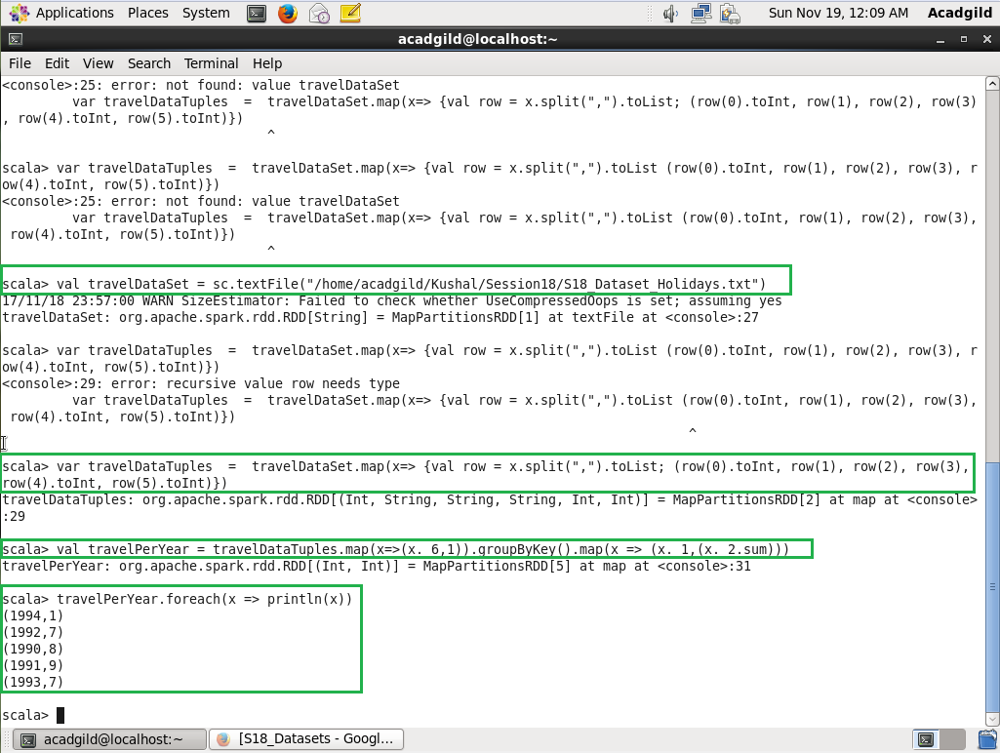 Applications Places System Sun Nov 19, 12:09 AM Acadgild
acadgild@localhost:~
File Edit View Search Terminal Help
<console>:25: error: not found: value travelDataSet
         var travelDataTuples  =  travelDataSet.map(x=> {val row = x.split(",").toList; (row(0).toInt, row(1), row(2), row(3)
, row(4).toInt, row(5).toInt)})
                                  ^
scala> var travelDataTuples  =  travelDataSet.map(x=> {val row = x.split(",").toList (row(0).toInt, row(1), row(2), row(3), r
ow(4).toInt, row(5).toInt)})
<console>:25: error: not found: value travelDataSet
         var travelDataTuples  =  travelDataSet.map(x=> {val row = x.split(",").toList (row(0).toInt, row(1), row(2), row(3),
 row(4).toInt, row(5).toInt)})
                                  ^
scala> val travelDataSet = sc.textFile("/home/acadgild/Kushal/Session18/S18_Dataset_Holidays.txt")
17/11/18 23:57:00 WARN SizeEstimator: Failed to check whether UseCompressedOops is set; assuming yes
travelDataSet: org.apache.spark.rdd.RDD[String] = MapPartitionsRDD[1] at textFile at <console>:27
scala> var travelDataTuples  =  travelDataSet.map(x=> {val row = x.split(",").toList (row(0).toInt, row(1), row(2), row(3), r
ow(4).toInt, row(5).toInt)})
<console>:29: error: recursive value row needs type
         var travelDataTuples  =  travelDataSet.map(x=> {val row = x.split(",").toList (row(0).toInt, row(1), row(2), row(3),
 row(4).toInt, row(5).toInt)})
                                                                                        ^
scala> var travelDataTuples  =  travelDataSet.map(x=> {val row = x.split(",").toList; (row(0).toInt, row(1), row(2), row(3),
row(4).toInt, row(5).toInt)})
travelDataTuples: org.apache.spark.rdd.RDD[(Int, String, String, String, Int, Int)] = MapPartitionsRDD[2] at map at <console>
:29
scala> val travelPerYear = travelDataTuples.map(x=>(x. 6,1)).groupByKey().map(x => (x. 1,(x. 2.sum)))
travelPerYear: org.apache.spark.rdd.RDD[(Int, Int)] = MapPartitionsRDD[5] at map at <console>:31
scala> travelPerYear.foreach(x => println(x))
(1994,1)
(1992,7)
(1990,8)
(1991,9)
(1993,7)
scala>
acadgild@localhost:~ [S18_Datasets - Googl...